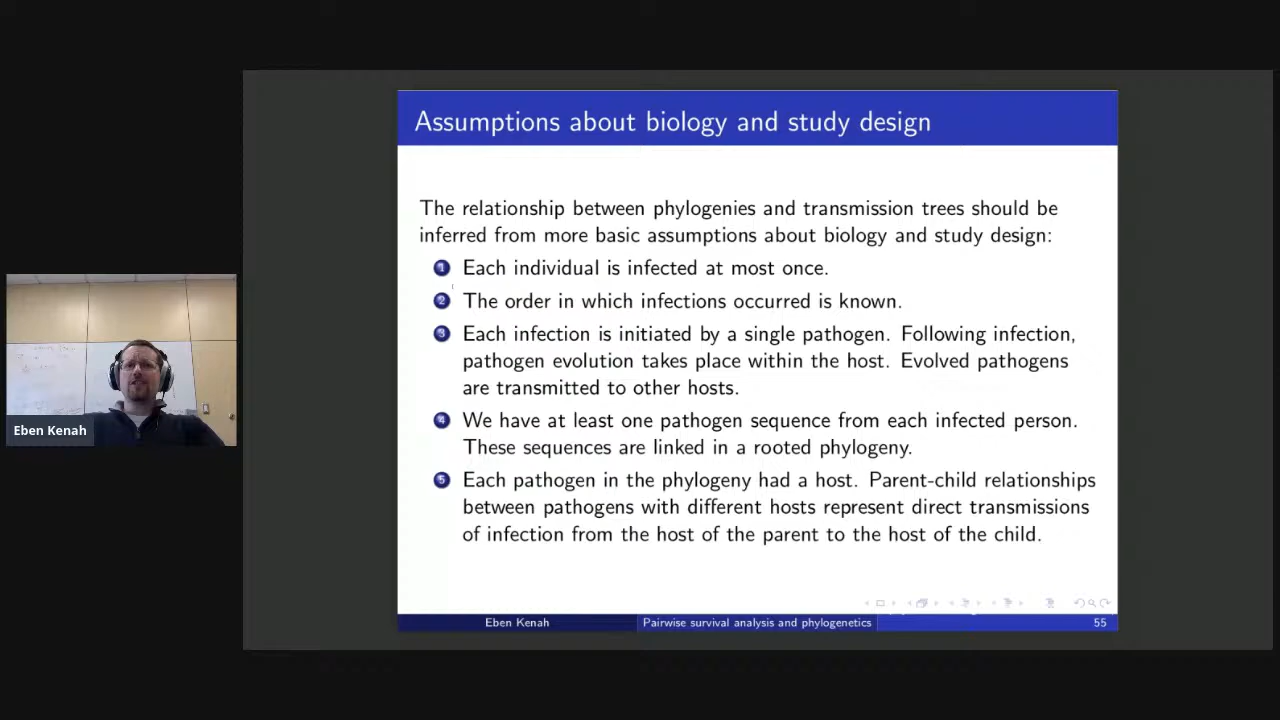 Assumptions about biology and study design
The relationship between phylogenies and transmission trees should be
inferred from more basic assumptions about biology and study design:
1 Each individual is infected at most once.
2 The order in which infections occurred is known.
3 Each infection is initiated by a single pathogen. Following infection,
pathogen evolution takes place within the host. Evolved pathogens
are transmitted to other hosts.
4 We have at least one pathogen sequence from each infected person.
These sequences are linked in a rooted phylogeny.
5 Each pathogen in the phylogeny had a host. Parent-child relationships
between pathogens with different hosts represent direct transmissions
of infection from the host of the parent to the host of the child.
Eben Kenah
Eben Kenah Pairwise survival analysis and phylogenetics 55